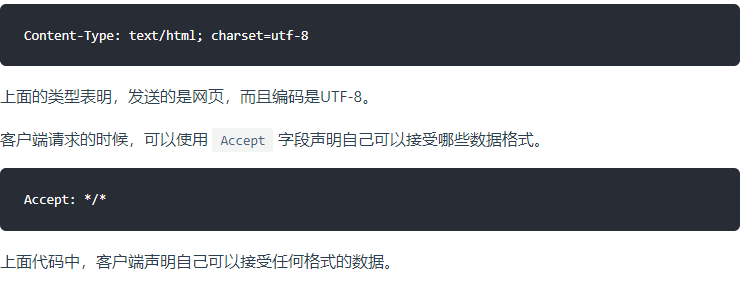 Content-Type: text/html; charset=utf-8
上面的类型表明，发送的是网页，而且编码是UTF-8。
客户端请求的时候，可以使用 Accept 字段声明自己可以接受哪些数据格式。
Accept: */*
上面代码中，客户端声明自己可以接受任何格式的数据。